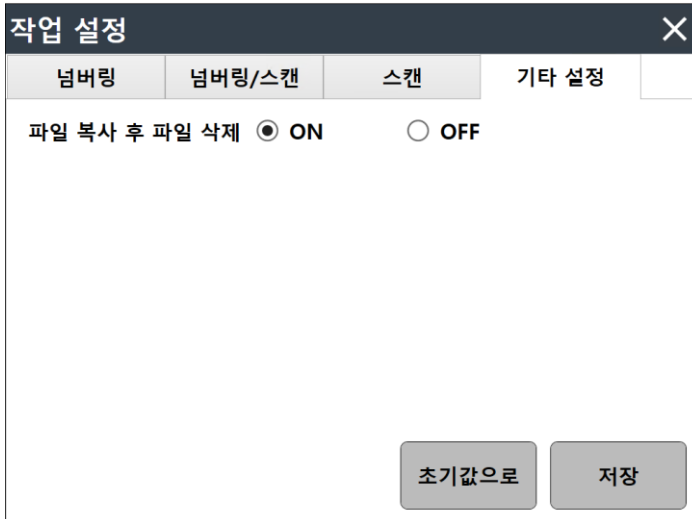 작업 설정
넘버링 넘버링/스캔 스캔 기타 설정
파일 복사 후 파일 삭제 ON OFF
초기값으로 저장